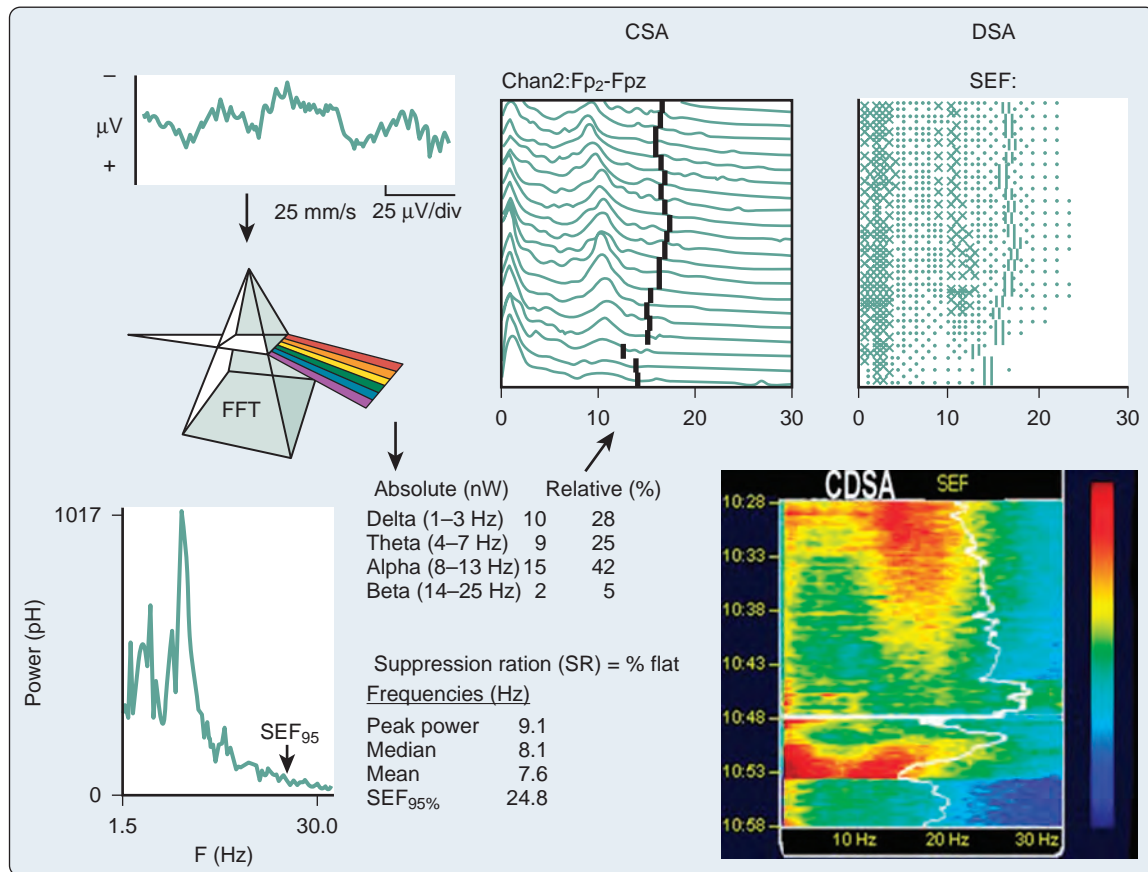 CSA
DSA
Chan2:Fp2-Fpz
SEF:
–
μV
+
25 mm/s
25 μV/div
FFT
0 10 20 30
0 10 20 30
Absolute (nW) Relative (%)
Delta (1–3 Hz) 10 28
Theta (4–7 Hz) 9 25
Alpha (8–13 Hz) 15 42
Beta (14–25 Hz) 2 5
Suppression ration (SR) = % flat
Frequencies (Hz)
Peak power 9.1
Median 8.1
Mean 7.6
SEF95% 24.8
1017
Power (pH)
SEF95
0
1.5 30.0
F (Hz)
CDSA SEF
10:28
10:33
10:38
10:43
10:48
10:53
10:58
10 Hz 20 Hz 30 Hz